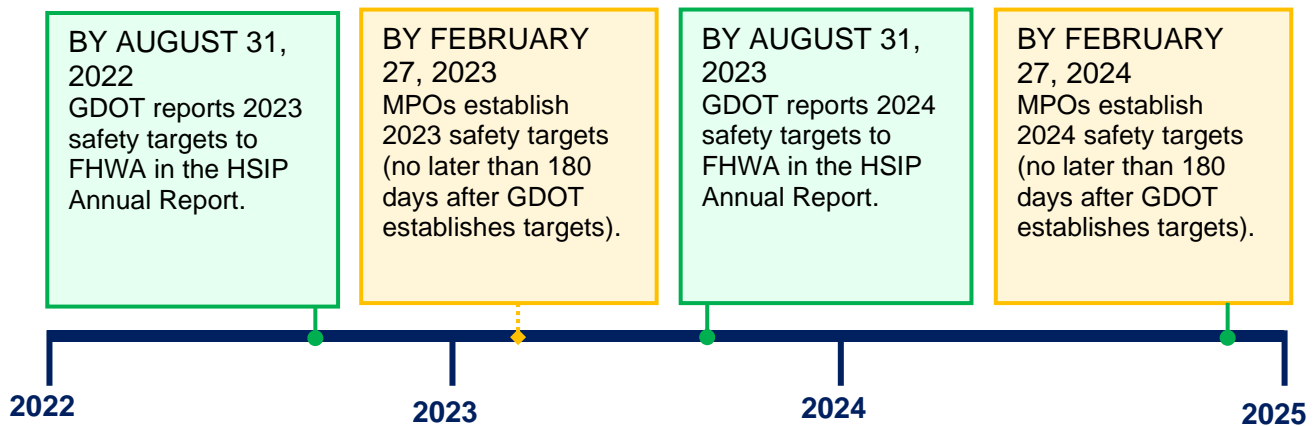 BY AUGUST 31,
2022
GDOT reports 2023
safety targets to
FHWA in the HSIP
Annual Report.
BY FEBRUARY
27, 2023
MPOs establish
2023 safety targets
(no later than 180
days after GDOT
establishes targets).
BY AUGUST 31,
2023
GDOT reports 2024
safety targets to
FHWA in the HSIP
Annual Report.
BY FEBRUARY
27, 2024
MPOs establish
2024 safety targets
(no later than 180
days after GDOT
establishes targets).
2022
2023
2024
2025